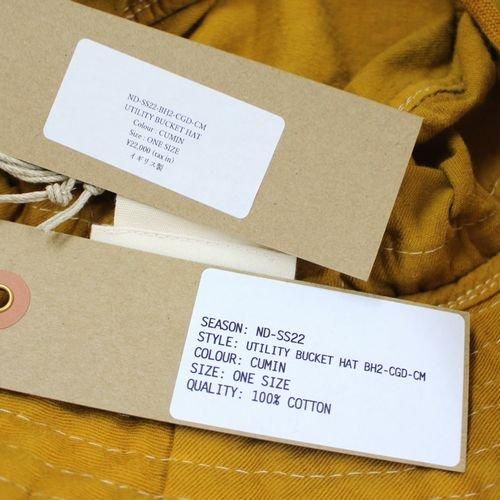 ND-SS22-BH2-CGD-CM
UTILITY BUCKET HAT
Colour : CUMIN
Size : ONE SIZE
¥22,000 (tax in)
イギリス製
SEASON: ND-SS22
STYLE: UTILITY BUCKET HAT BH2-CGD-CM
COLOUR: CUMIN
SIZE: ONE SIZE
QUALITY: 100% COTTON